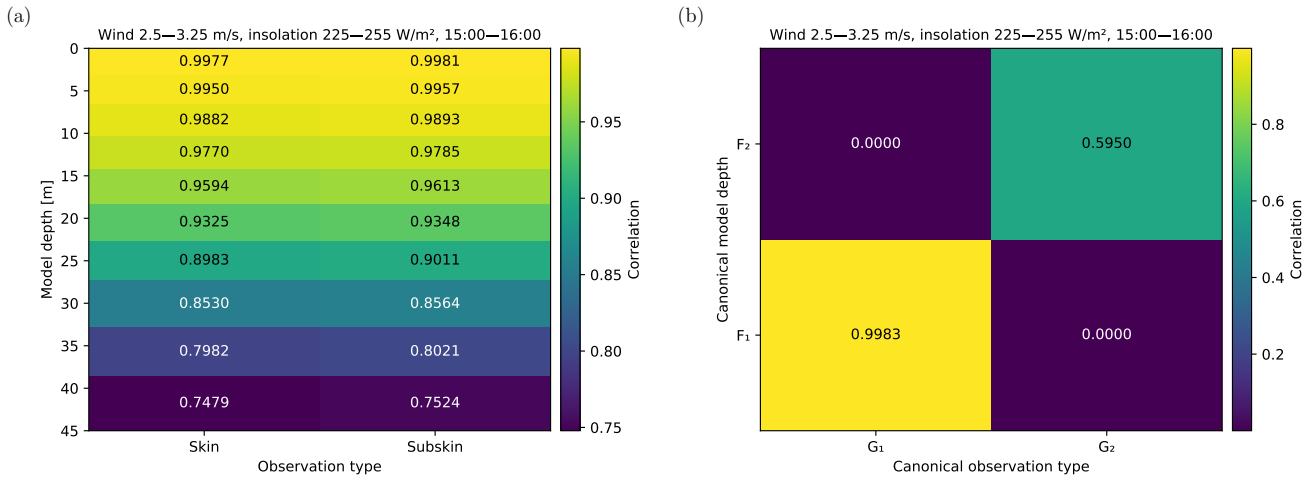 (a)
Wind 2.5—3.25 m/s, insolation 225—255 W/m², 15:00—16:00
Model depth [m]
0
5
10
15
20
25
30
35
40
45
0.9977 0.9981
0.9950 0.9957
0.9882 0.9893
0.9770 0.9785
0.9594 0.9613
0.9325 0.9348
0.8983 0.9011
0.8530 0.8564
0.7982 0.8021
0.7479 0.7524
Skin Subskin
Observation type
0.95
0.90
0.85
0.80
0.75
Correlation
(b)
Wind 2.5—3.25 m/s, insolation 225—255 W/m², 15:00—16:00
Canonical model depth
F₂
F₁
0.0000 0.5950
0.9983 0.0000
G₁ G₂
Canonical observation type
0.8
0.6
0.4
0.2
Correlation